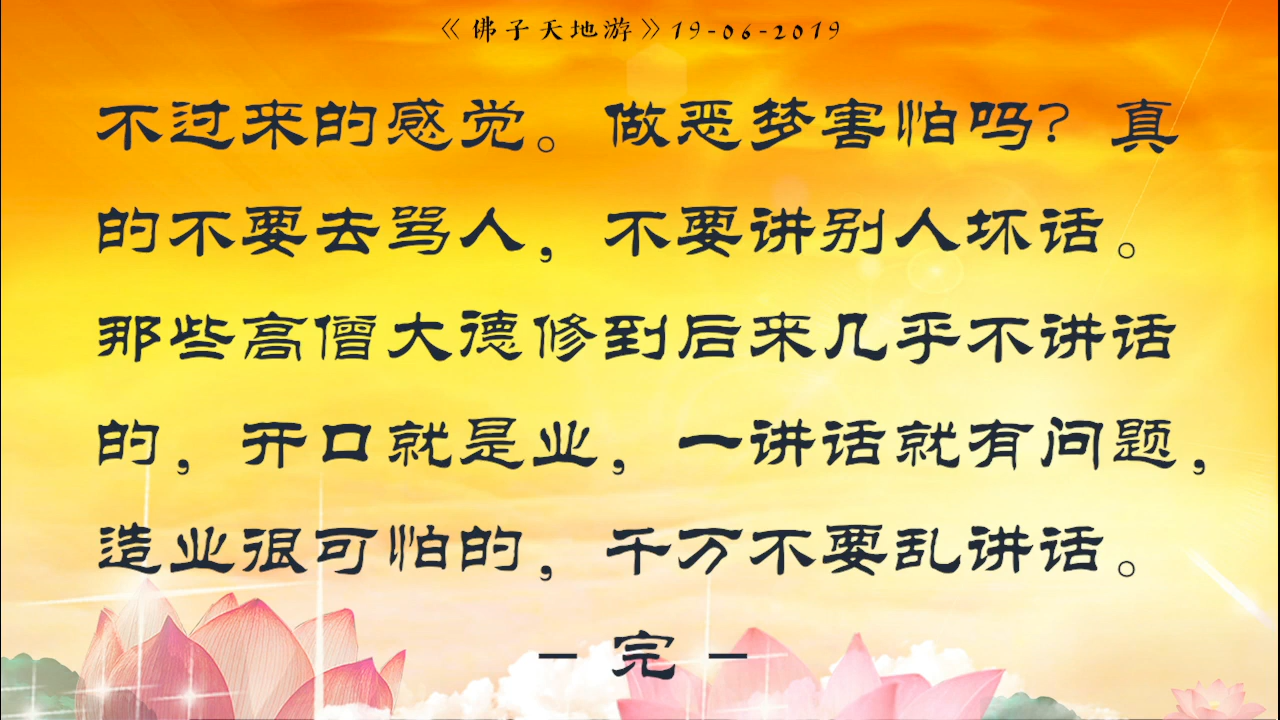 《佛子天地游》19-06-2019
不过来的感觉。做恶梦害怕吗？真
的不要去骂人，不要讲别人坏话。
那些高僧大德修到后来几乎不讲话
的，开口就是业，一讲话就有问题，
造业很可怕的，千万不要乱讲话。
- 完 -